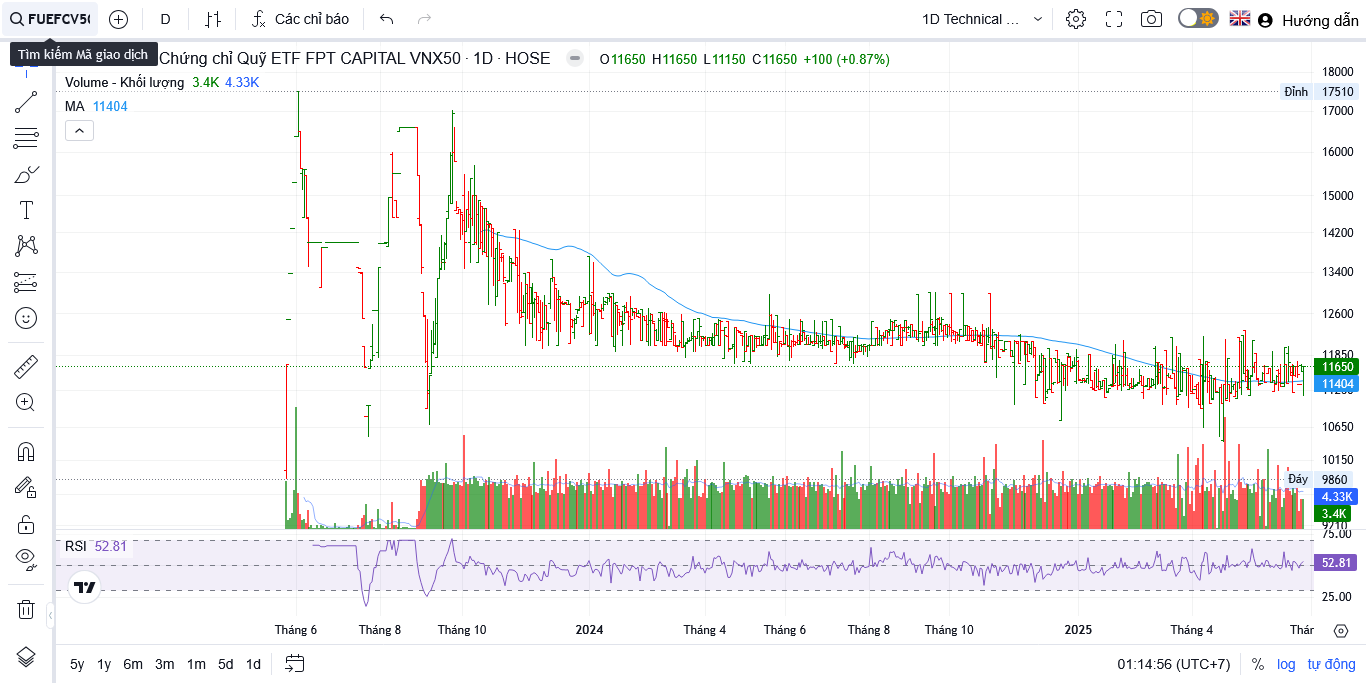 FUEFCV50
D
Các chỉ báo
1D Technical ...
Hướng dẫn
Tìm kiếm Mã giao dịch
Chứng chỉ Quỹ ETF FPT CAPITAL VNX50 · 1D · HOSE
O11650 H11650 L11150 C11650 +100 (+0.87%)
Volume - Khối lượng 3.4K 4.33K
MA 11404
18000
Đỉnh 17510
17000
16000
15000
14200
13400
12600
11850
11650
11404
11200
10650
10150
Đáy 9860
4.33K
3.4K
9710
75.00
RSI 52.81
52.81
25.00
Tháng 6 Tháng 8 Tháng 10 2024 Tháng 4 Tháng 6 Tháng 8 Tháng 10 2025 Tháng 4 Thár
5y 1y 6m 3m 1m 5d 1d
01:14:56 (UTC+7) % log tự động